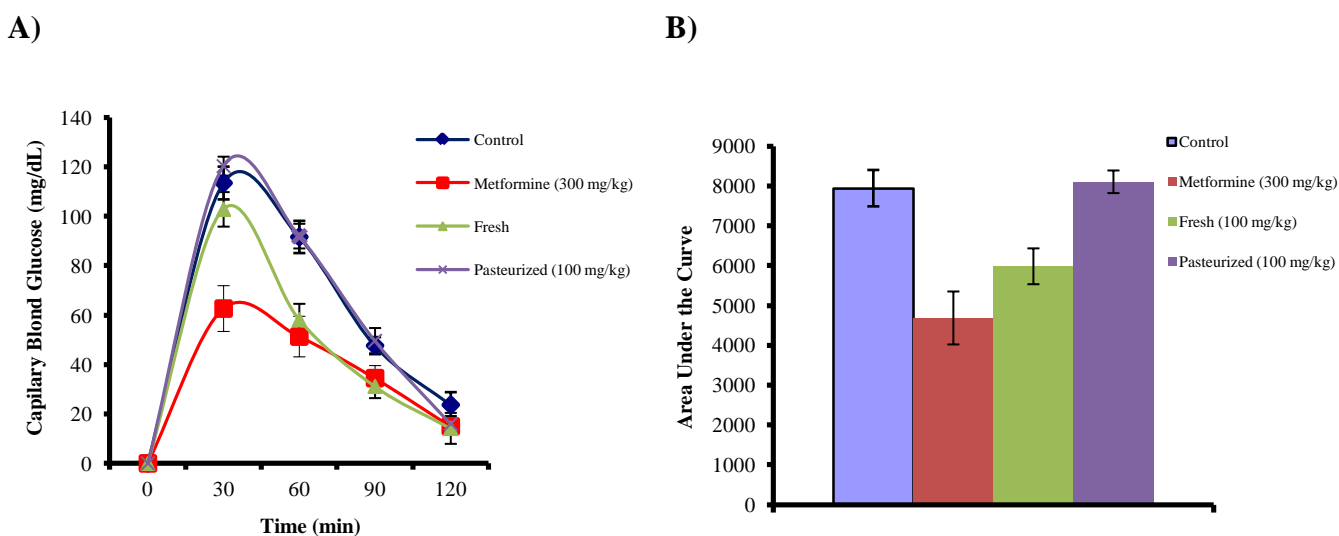 A)
B)
Capilary Blond Glucose (mg/dL)
140
120
100
80
60
40
20
0
0 30 60 90 120
Time (min)
Control
Metformine (300 mg/kg)
Fresh
Pasteurized (100 mg/kg)
Area Under the Curve
9000
8000
7000
6000
5000
4000
3000
2000
1000
0
Control
Metformine (300 mg/kg)
Fresh (100 mg/kg)
Pasteurized (100 mg/kg)